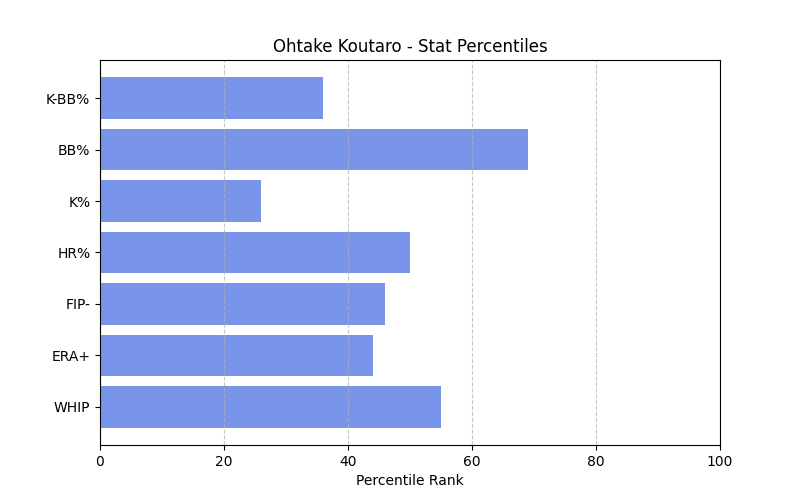 Ohtake Koutaro - Stat Percentiles
K-BB%
BB%
K%
HR%
FIP-
ERA+
WHIP
0 20 40 60 80 100
Percentile Rank